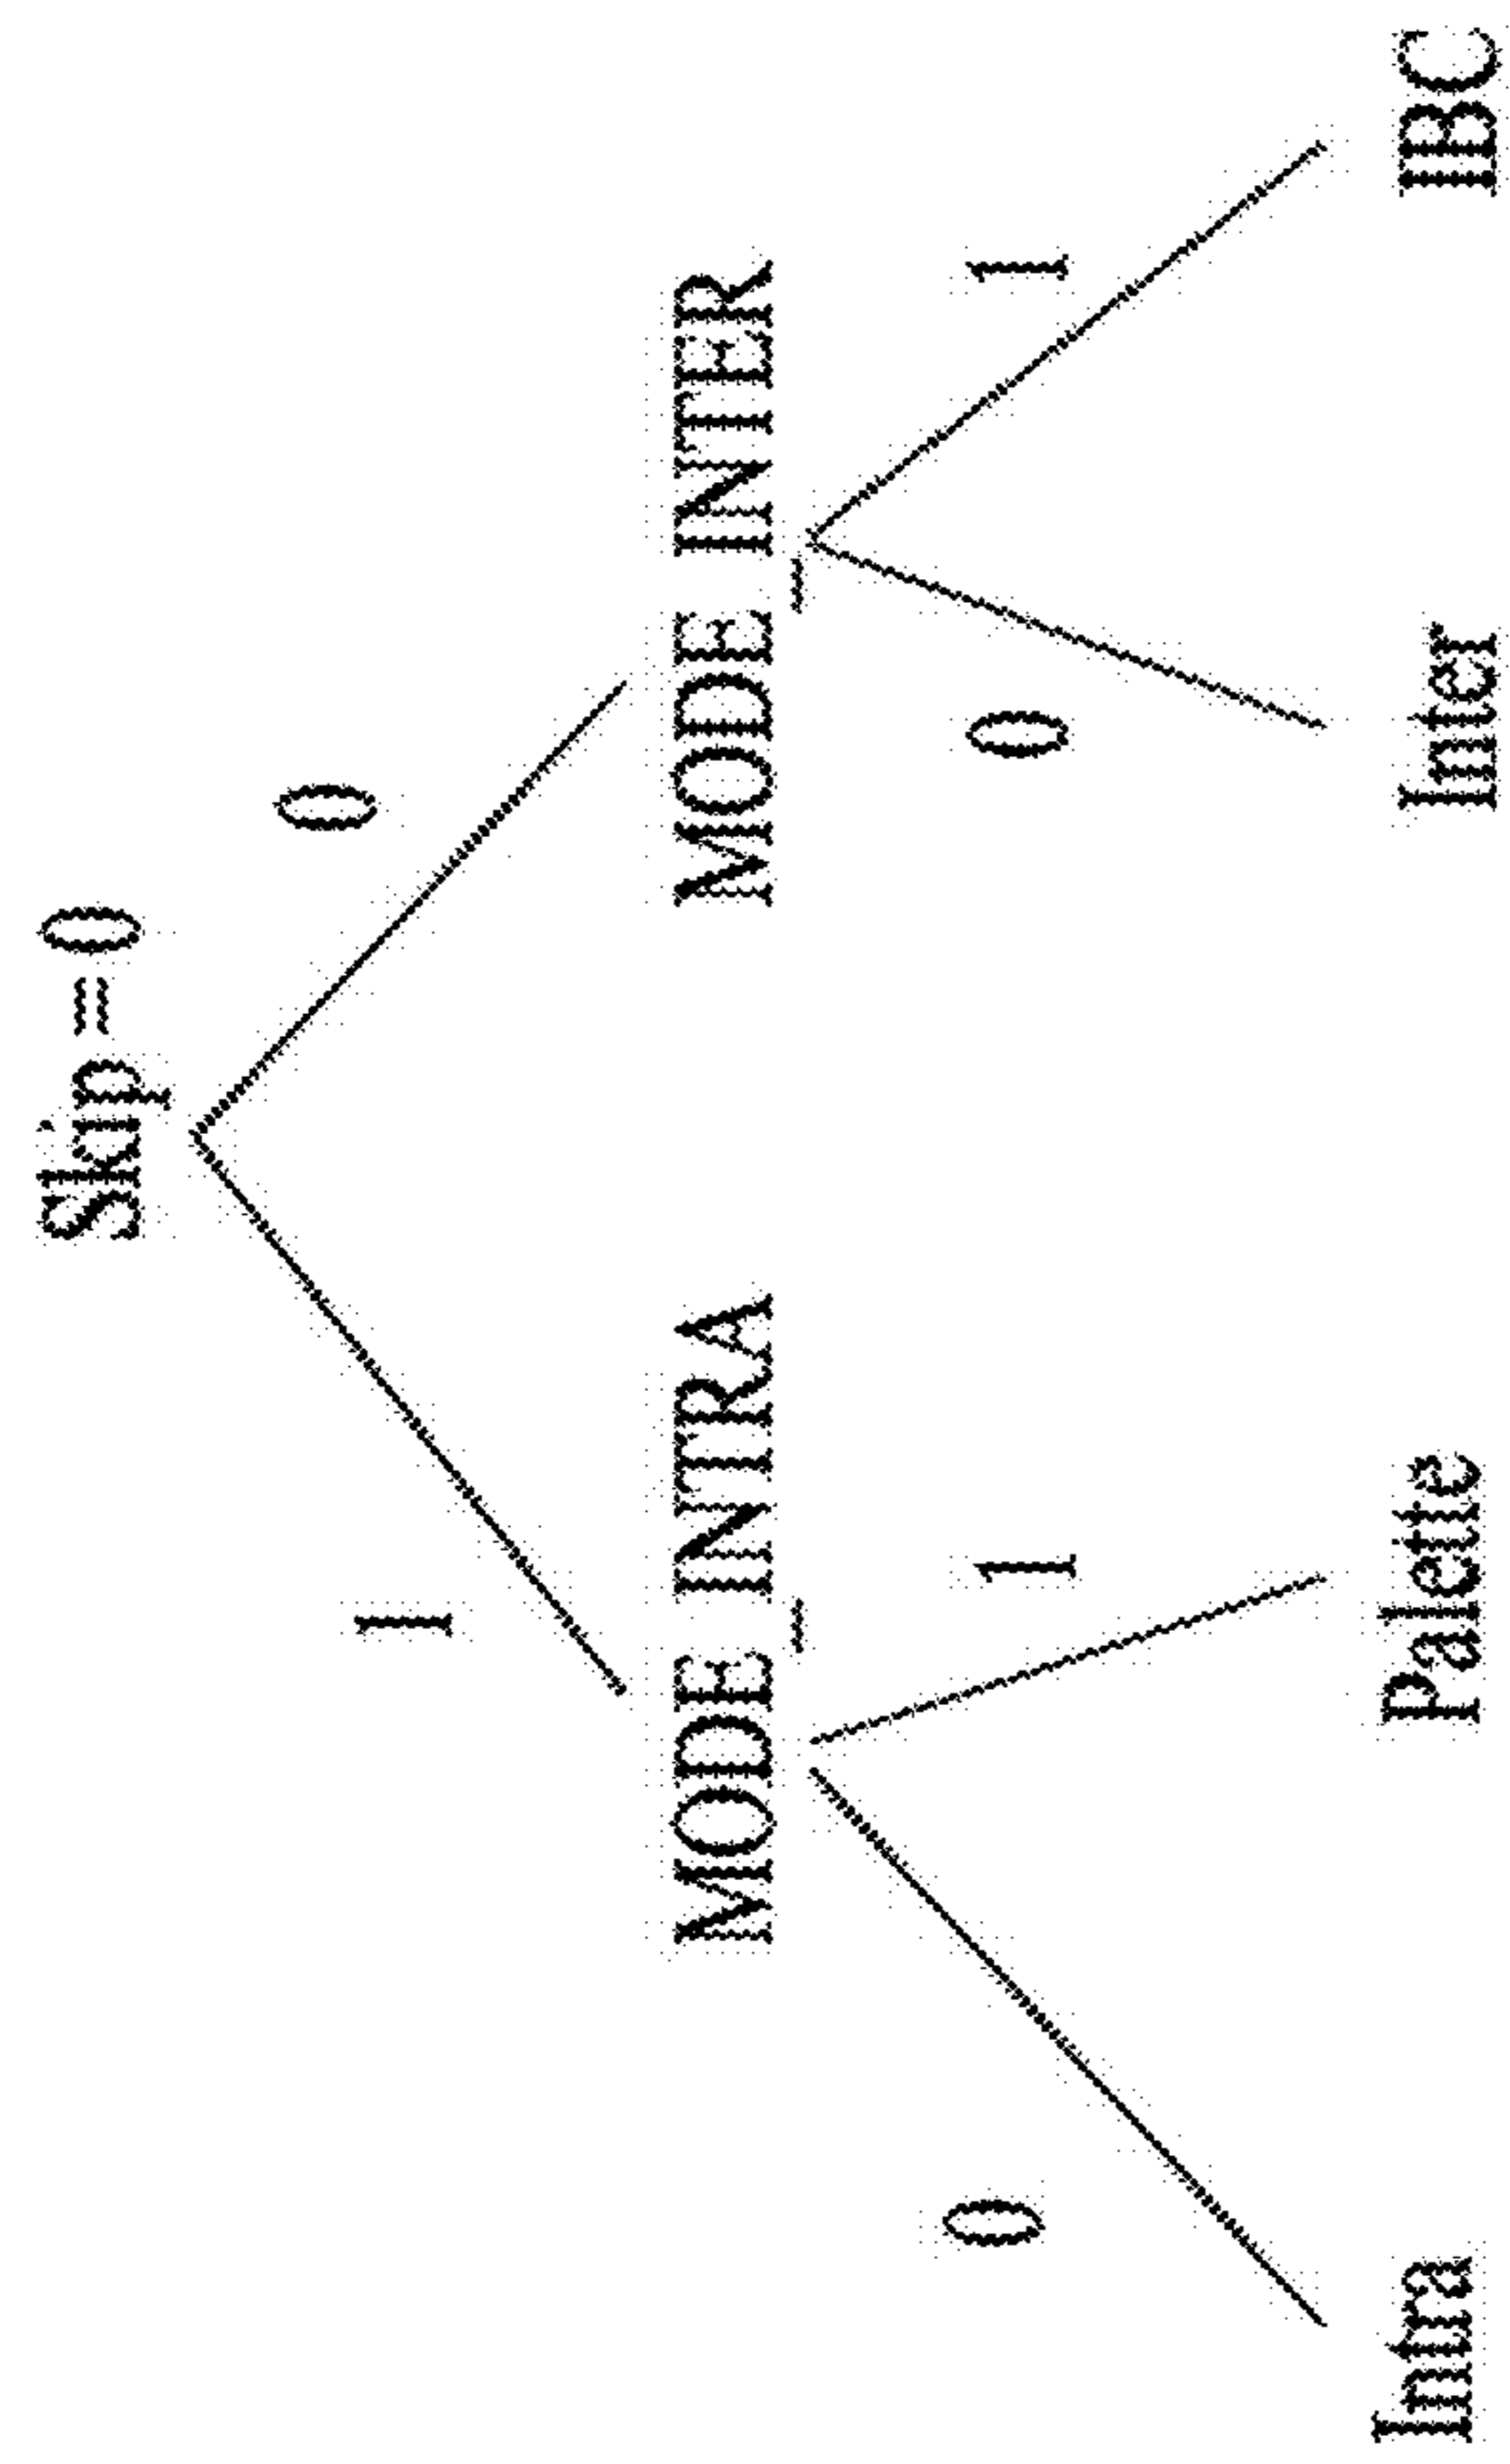 Skip=0
1
0
MODE_INTRA
MODE_INTER
0
1
0
1
Intra
Palette
Inter
IBC